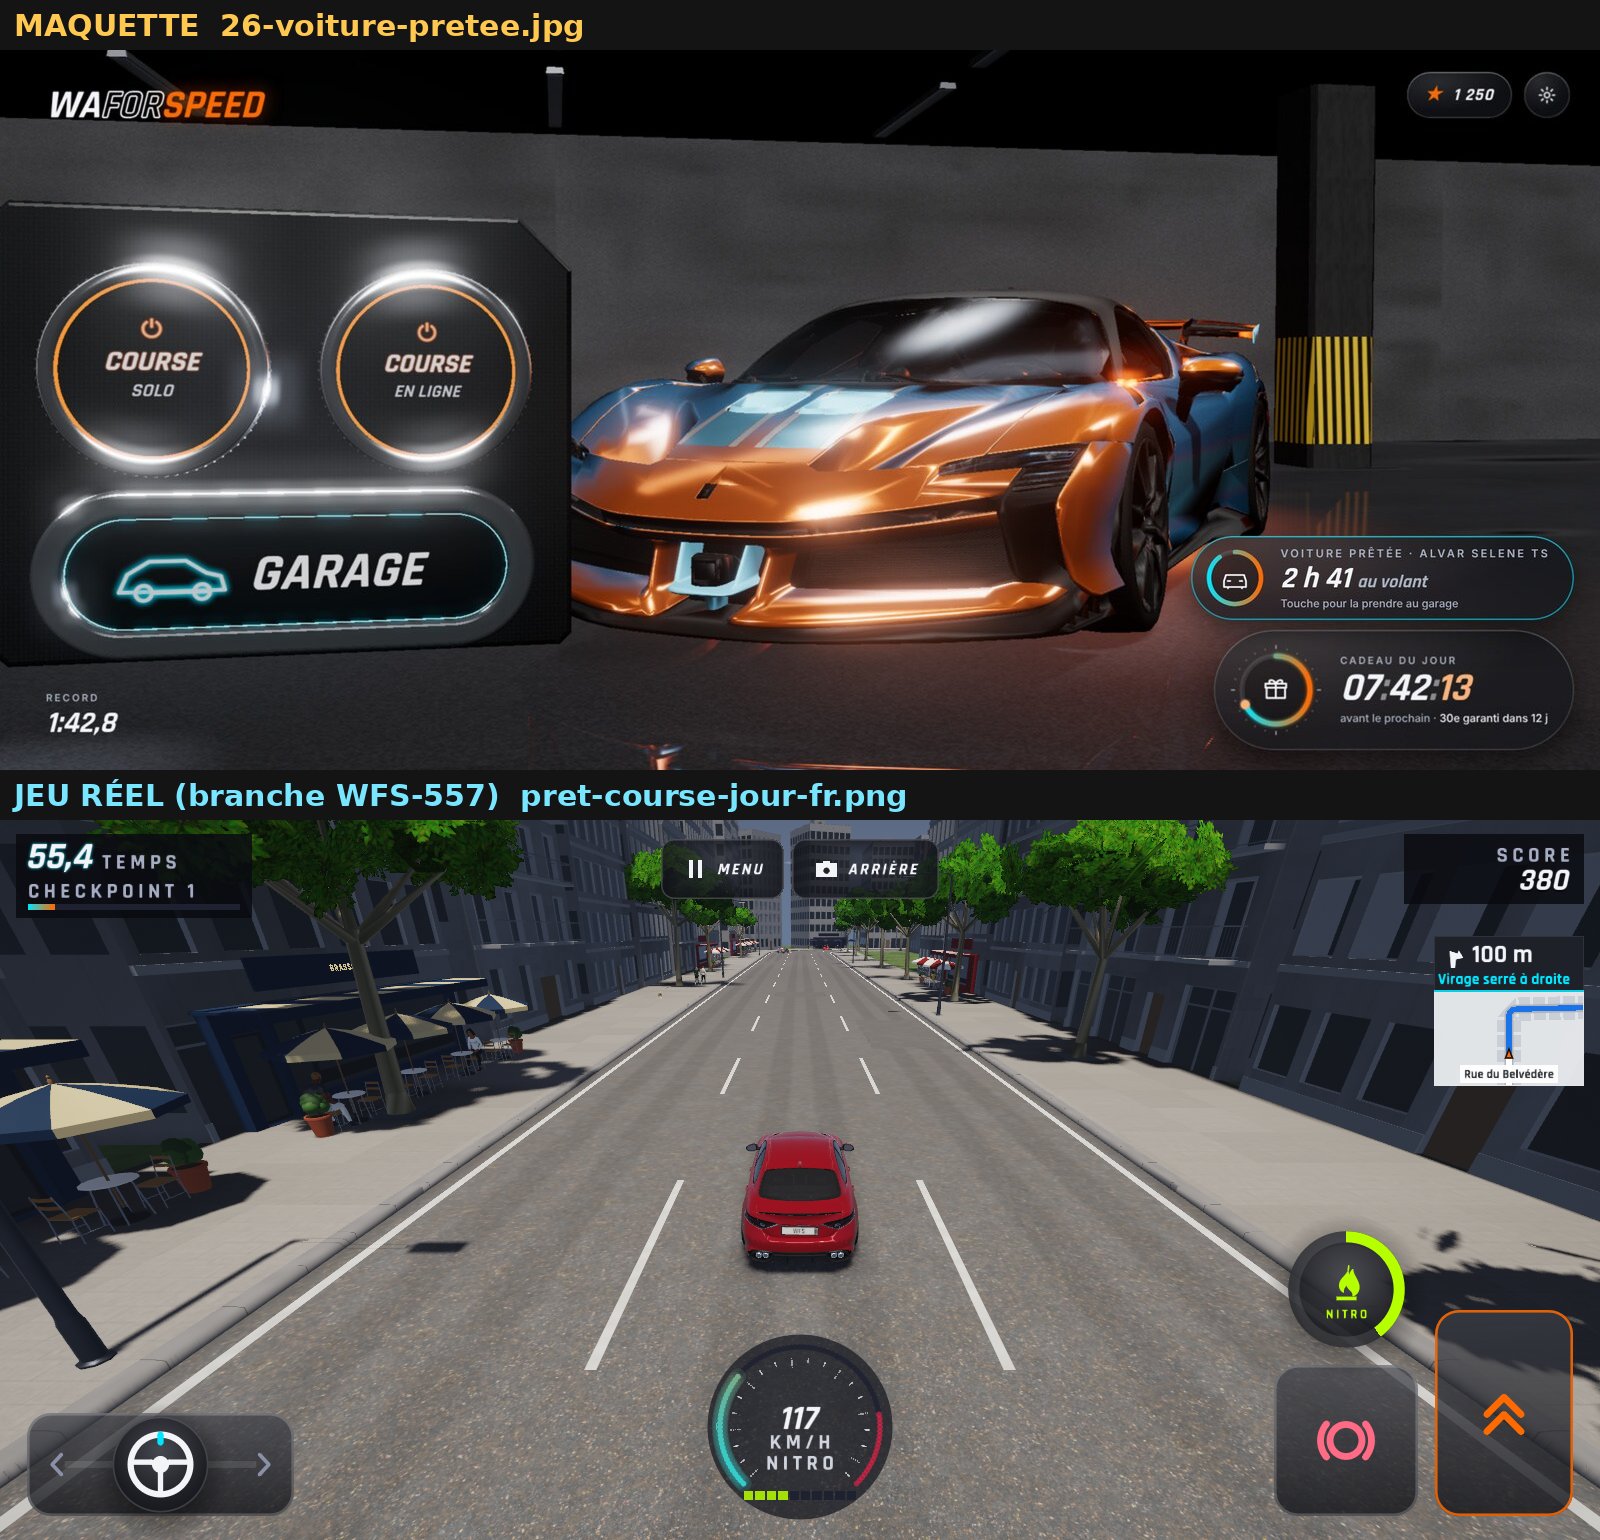 MAQUETTE 26-voiture-pretee.jpg
WAFORSPEED
1 250
COURSE
SOLO
COURSE
EN LIGNE
GARAGE
VOITURE PRÊTÉE · ALVAR SELENE TS
2 h 41 au volant
Touche pour la prendre au garage
CADEAU DU JOUR
07:42:13
avant le prochain · 30e garanti dans 12 j
RECORD
1:42,8
JEU RÉEL (branche WFS-557) pret-course-jour-fr.png
55,4 TEMPS
CHECKPOINT 1
MENU
ARRIÈRE
SCORE
380
100 m
Virage serré à droite
Rue du Belvédère
BRASS
WFS
NITRO
117
KM/H
NITRO